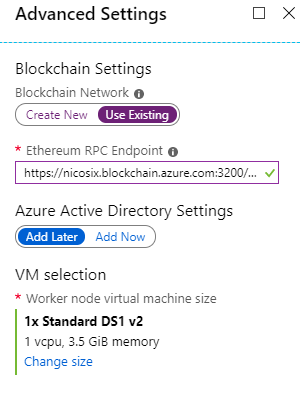 Advanced Settings
Blockchain Settings
Blockchain Network
Create New Use Existing
* Ethereum RPC Endpoint
https://nicosix.blockchain.azure.com:3200/...
Azure Active Directory Settings
Add Later Add Now
VM selection
* Worker node virtual machine size
1x Standard DS1 v2
1 vcpu, 3.5 GiB memory
Change size